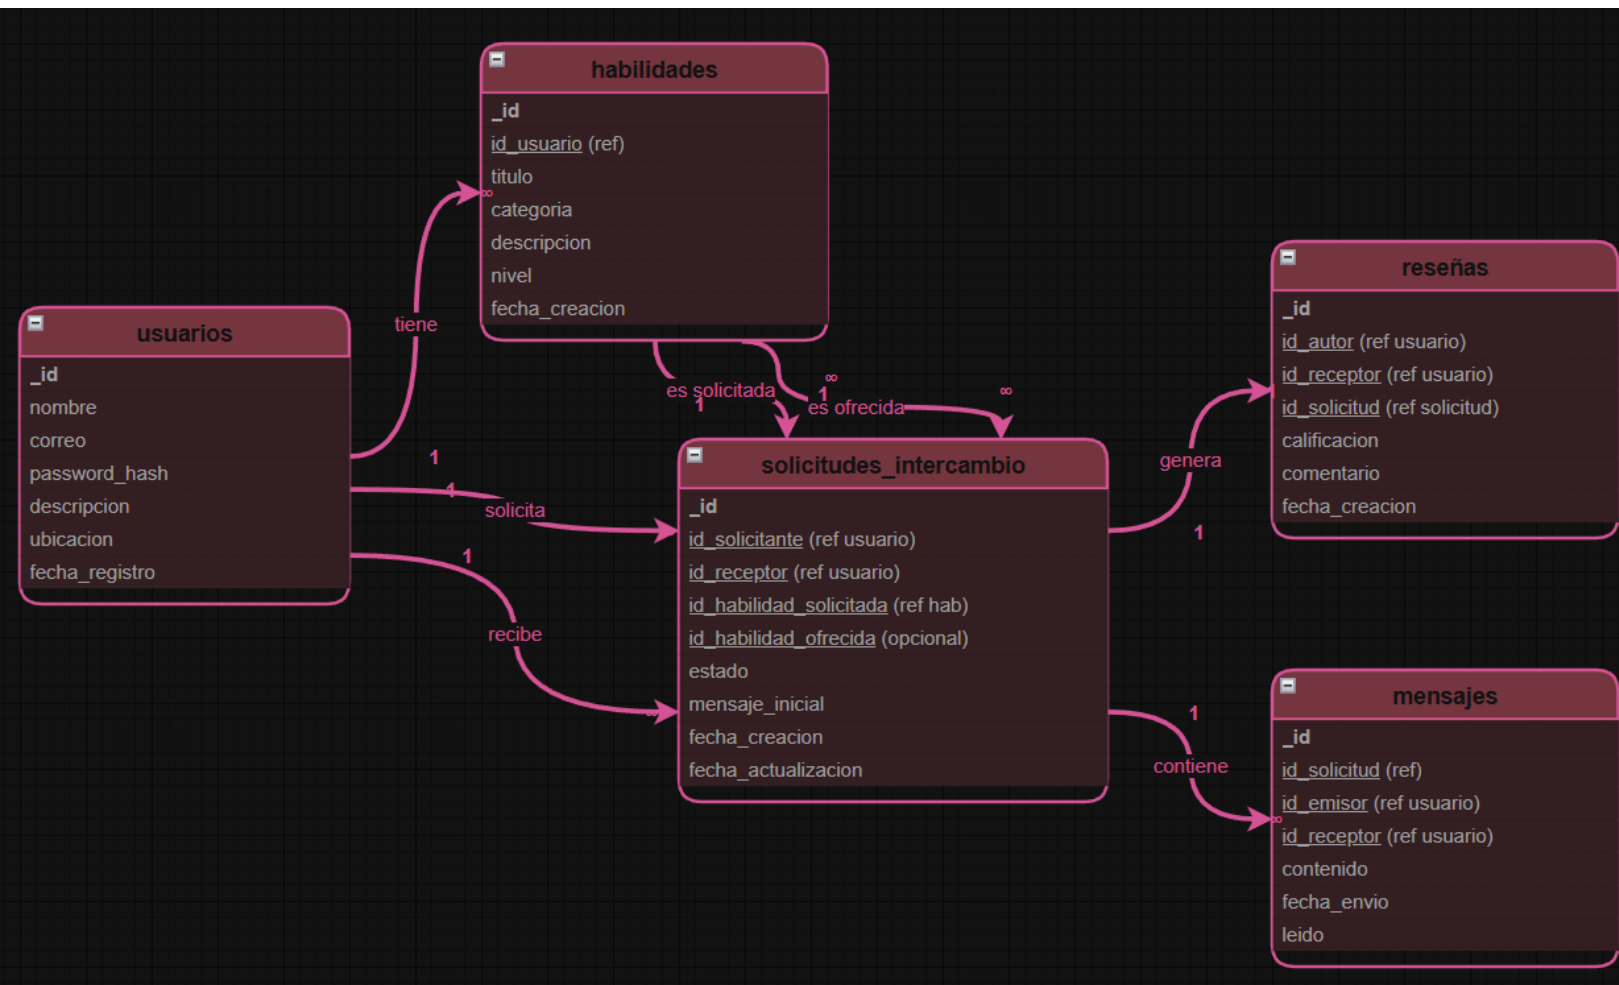 habilidades
_id
id_usuario (ref)
titulo
categoria
descripcion
nivel
fecha_creacion
usuarios
_id
nombre
correo
password_hash
descripcion
ubicacion
fecha_registro
tiene
∞
1
1
solicita
1
recibe
∞
es solicitada
1
∞
1
es ofrecida
∞
solicitudes_intercambio
_id
id_solicitante (ref usuario)
id_receptor (ref usuario)
id_habilidad_solicitada (ref hab)
id_habilidad_ofrecida (opcional)
estado
mensaje_inicial
fecha_creacion
fecha_actualizacion
genera
1
1
contiene
∞
reseñas
_id
id_autor (ref usuario)
id_receptor (ref usuario)
id_solicitud (ref solicitud)
calificacion
comentario
fecha_creacion
mensajes
_id
id_solicitud (ref)
id_emisor (ref usuario)
id_receptor (ref usuario)
contenido
fecha_envio
leido